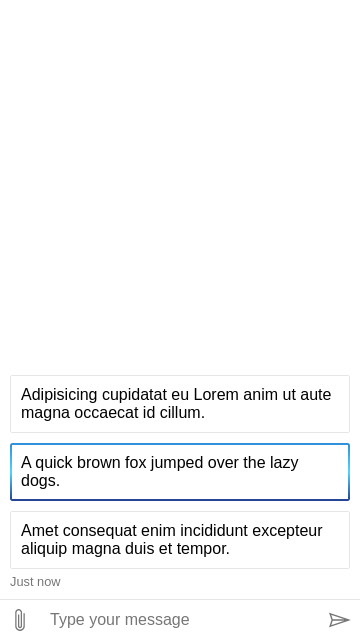 Adipisicing cupidatat eu Lorem anim ut aute
magna occaecat id cillum.
A quick brown fox jumped over the lazy
dogs.
Amet consequat enim incididunt excepteur
aliquip magna duis et tempor.
Just now
Type your message